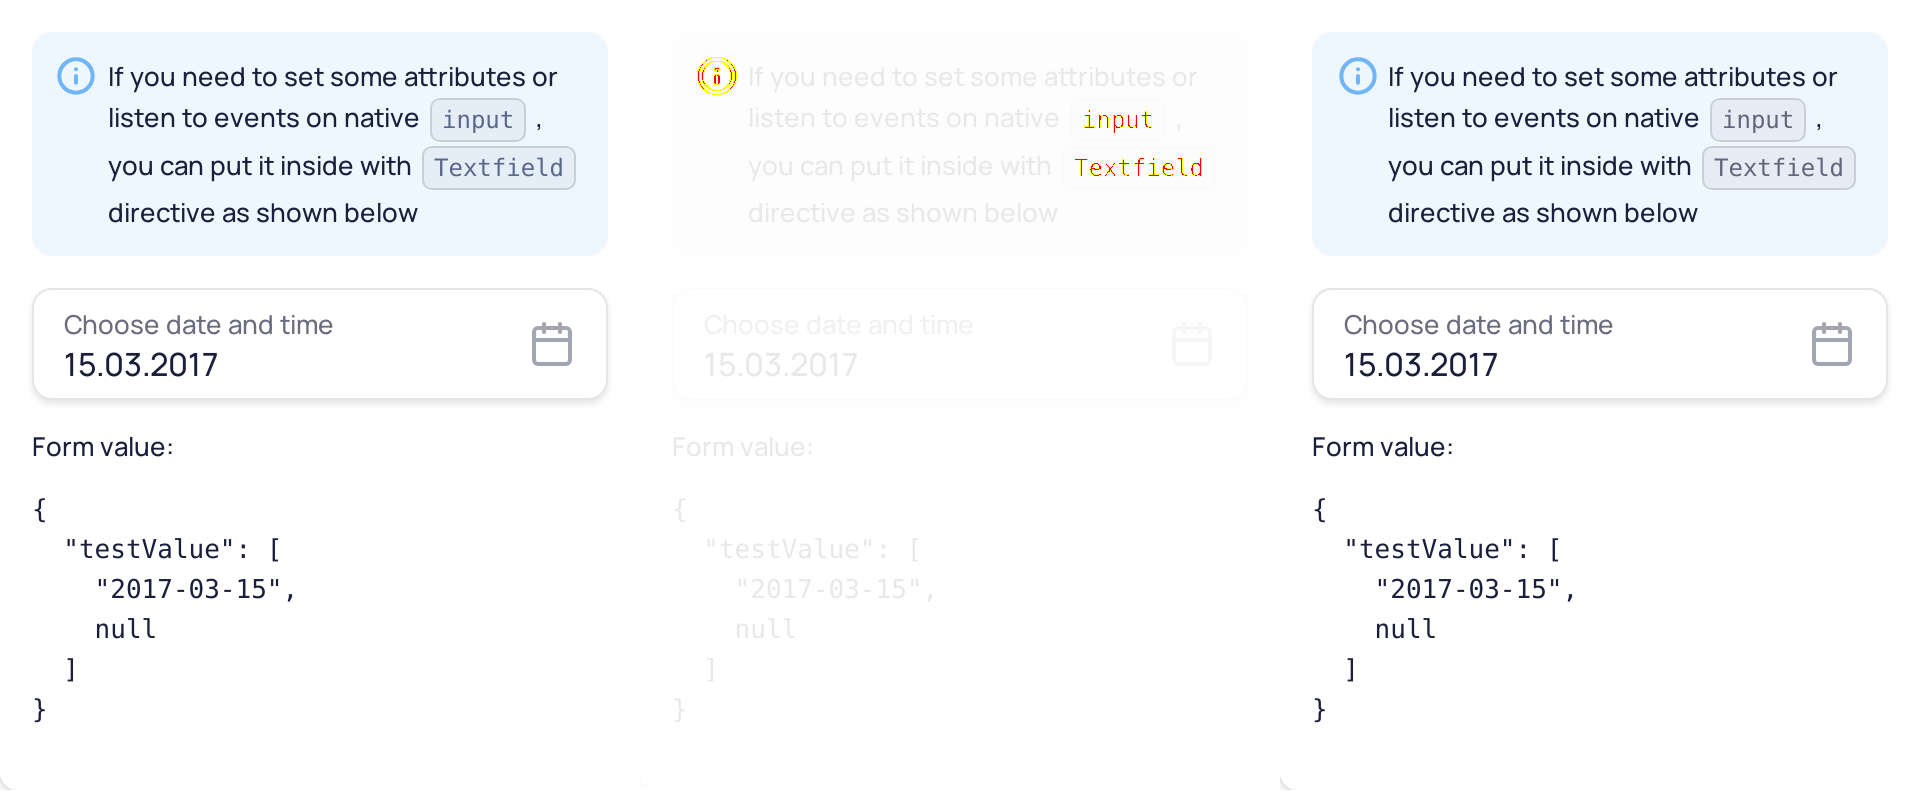 If you need to set some attributes or
listen to events on native input ,
you can put it inside with Textfield
directive as shown below
Choose date and time
15.03.2017
Form value:
{
"testValue": [
"2017-03-15",
null
]
}
If you need to set some attributes or
listen to events on native input ,
you can put it inside with Textfield
directive as shown below
Choose date and time
15.03.2017
Form value:
{
"testValue": [
"2017-03-15",
null
]
}
If you need to set some attributes or
listen to events on native input ,
you can put it inside with Textfield
directive as shown below
Choose date and time
15.03.2017
Form value:
{
"testValue": [
"2017-03-15",
null
]
}